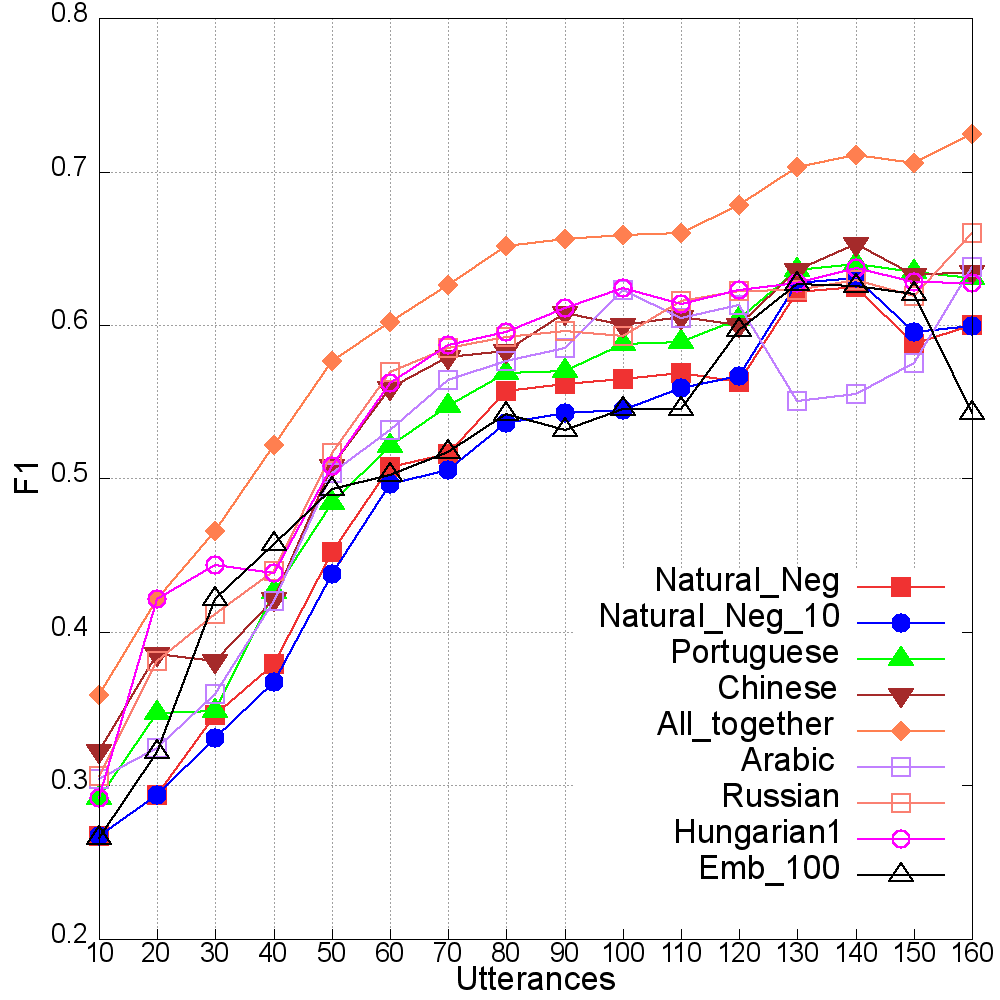 0.8
0.7
0.6
0.5
0.4
0.3
0.2
F1
Natural_Neg
Natural_Neg_10
Portuguese
Chinese
All_together
Arabic
Russian
Hungarian1
Emb_100
10 20 30 40 50 60 70 80 90 100 110 120 130 140 150 160
Utterances